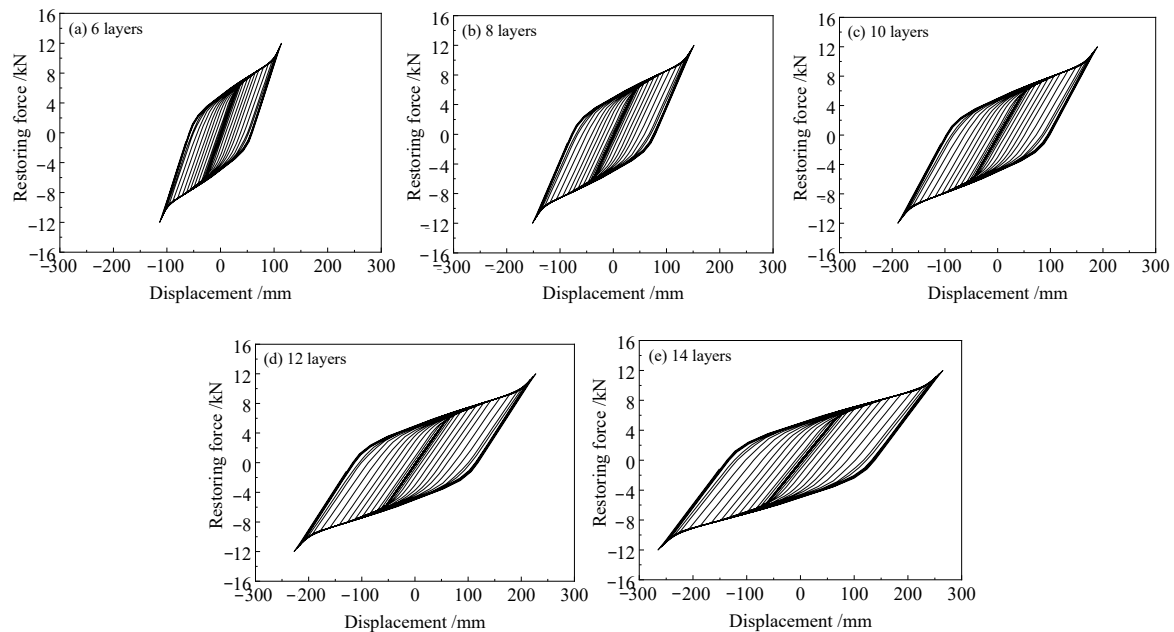 (a) 6 layers
Restoring force /kN
16
12
8
4
0
−4
−8
−12
−16
−300 −200 −100 0 100 200 300
Displacement /mm
(b) 8 layers
Restoring force /kN
16
12
8
4
0
−4
−8
−12
−16
−300 −200 −100 0 100 200 300
Displacement /mm
(c) 10 layers
Restoring force /kN
16
12
8
4
0
−4
−8
−12
−16
−300 −200 −100 0 100 200 300
Displacement /mm
(d) 12 layers
Restoring force /kN
16
12
8
4
0
−4
−8
−12
−16
−300 −200 −100 0 100 200 300
Displacement /mm
(e) 14 layers
Restoring force /kN
16
12
8
4
0
−4
−8
−12
−16
−300 −200 −100 0 100 200 300
Displacement /mm